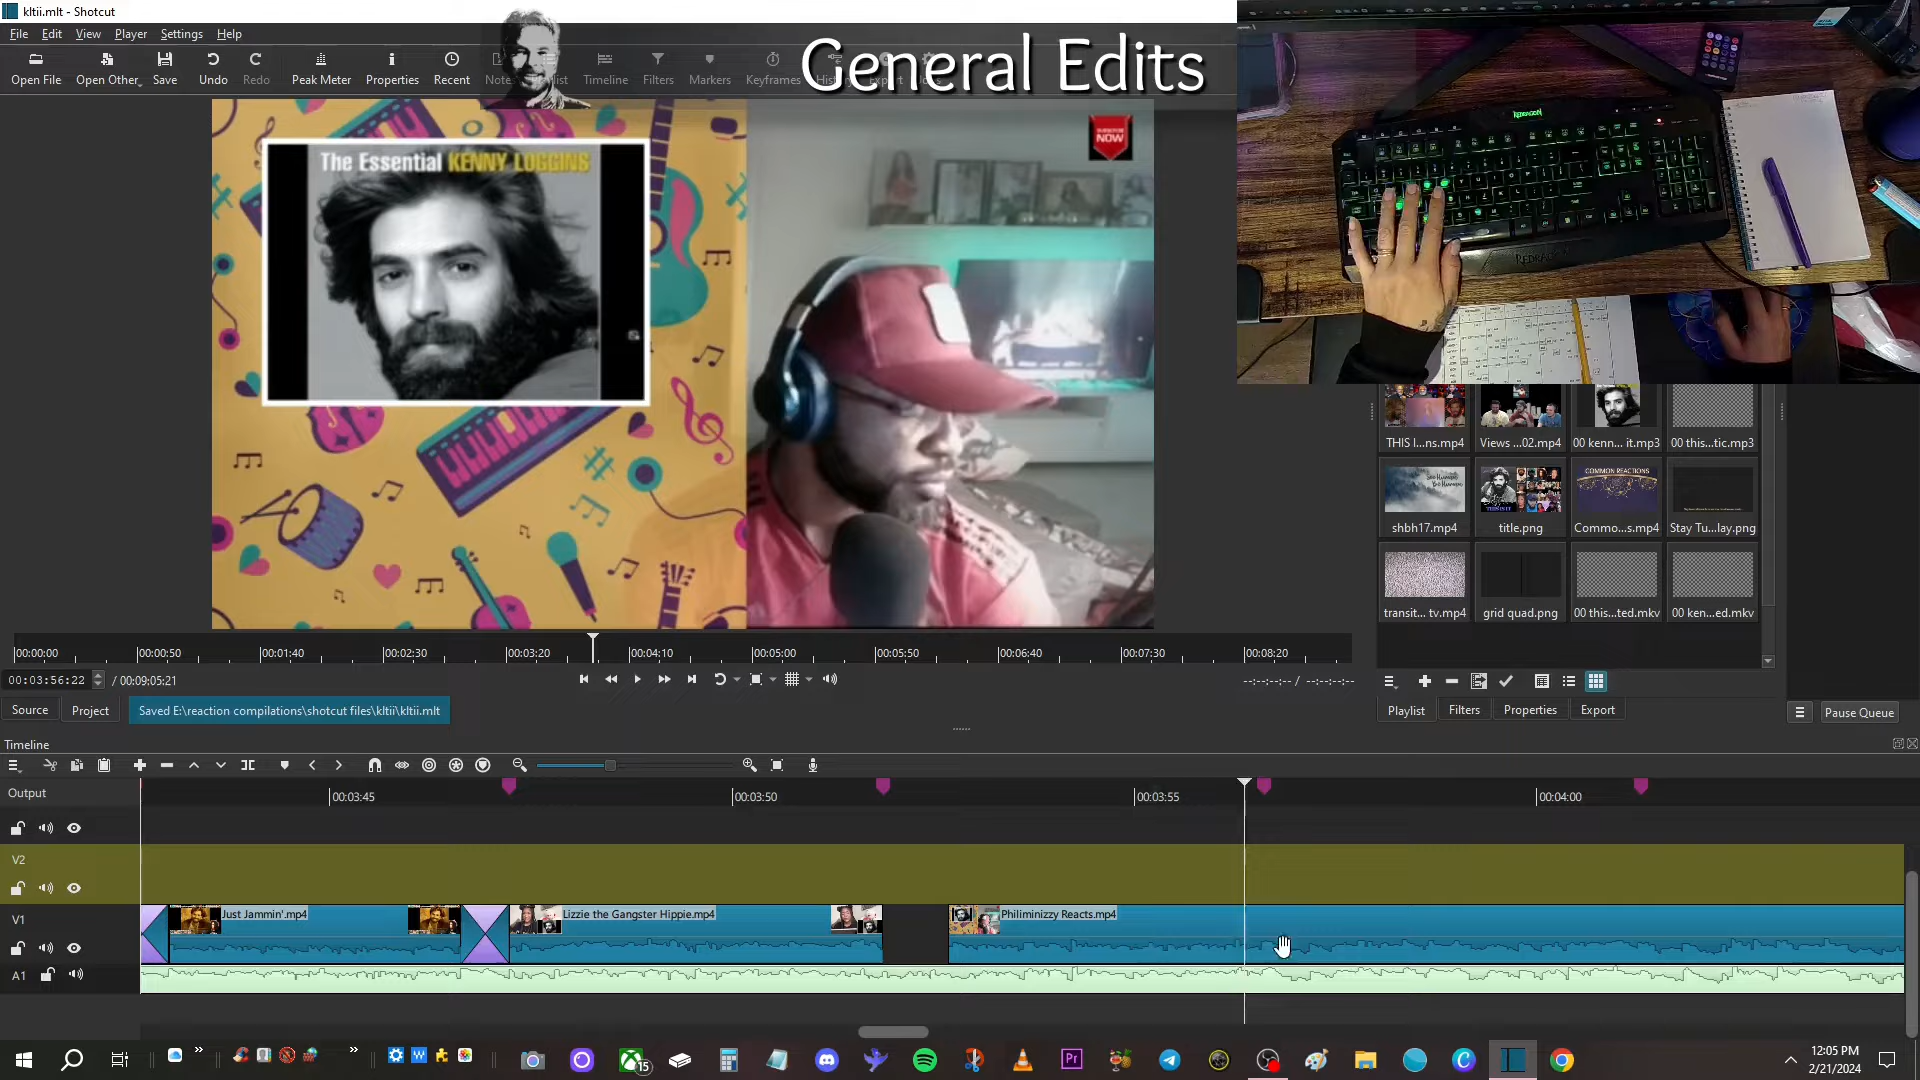 kltii.mlt - Shotcut
File Edit View Player Settings Help
Open File Open Other Save Undo Redo Peak Meter Properties Recent Notes Playlist Timeline Filters Markers Keyframes History Export
General Edits
The Essential KENNY LOGGINS
SUBSCRIBE
NOW
REDRAGON
REDRAGON
THIS I...ns.mp4 Views ...02.mp4 00 kenn... it.mp3 00 this...tic.mp3
COMMON REACTIONS
shbh17.mp4 title.png Commo...s.mp4 Stay Tu...lay.png
transit... tv.mp4 grid quad.png 00 this...ted.mkv 00 ken...ed.mkv
00:00:00 00:00:50 00:01:40 00:02:30 00:03:20 00:04:10 00:05:00 00:05:50 00:06:40 00:07:30 00:08:20
00:03:56:22 / 00:09:05:21 --:--:--:-- / --:--:--:--
Source Project Saved E:\reaction compilations\shotcut files\kltii\kltii.mlt
Playlist Filters Properties Export Pause Queue
Timeline
Output 00:03:45 00:03:50 00:03:55 00:04:00
V2
V1 Just Jammin'.mp4 Lizzie the Gangster Hippie.mp4 Philiminizzy Reacts.mp4
A1
15
Pr
12:05 PM
2/21/2024